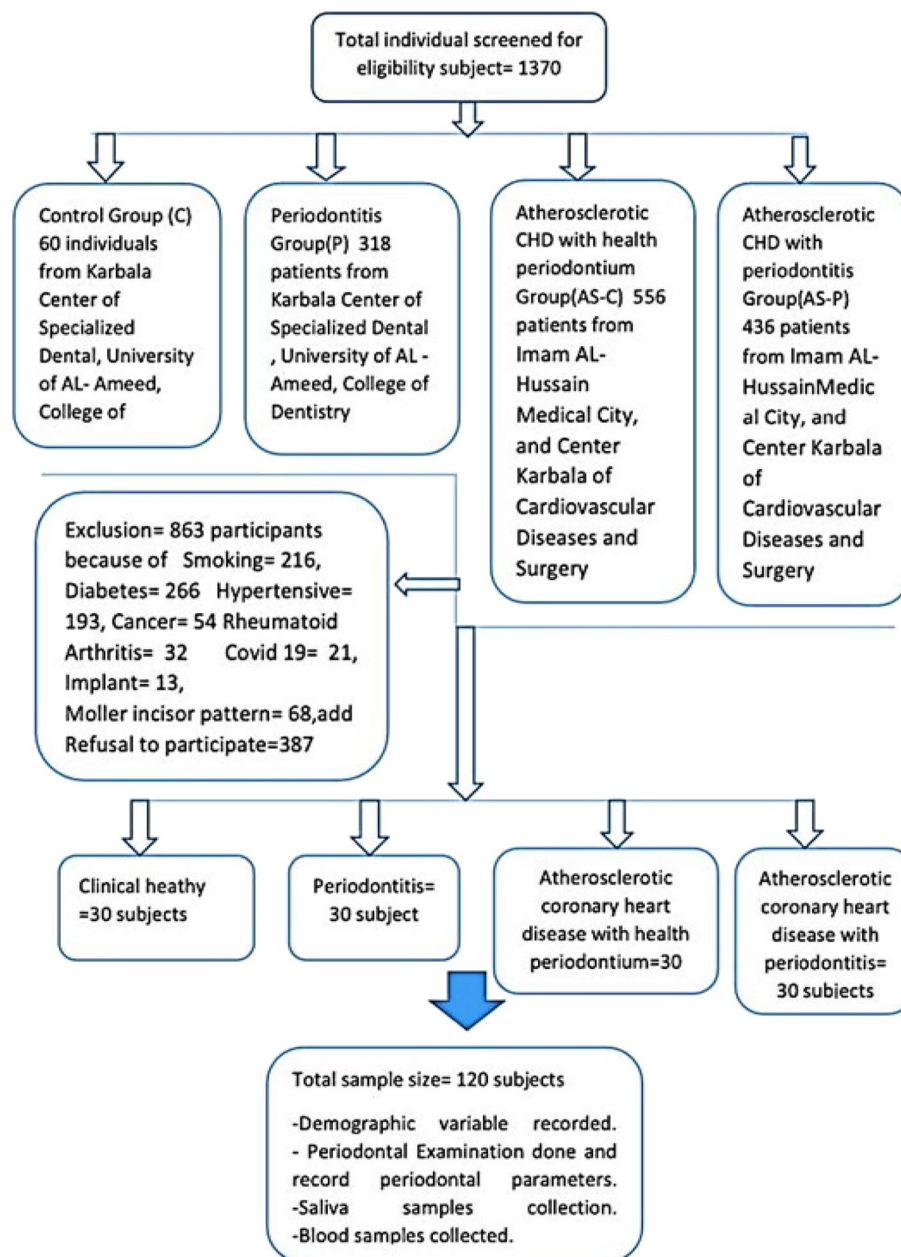 Total individual screened for
eligibility subject= 1370
Control Group (C)
60 individuals
from Karbala
Center of
Specialized
Dental, University
of AL- Ameed,
College of
Periodontitis
Group(P) 318
patients from
Karbala Center of
Specialized Dental
, University of AL -
Ameed, College of
Dentistry
Atherosclerotic
CHD with health
periodontium
Group(AS-C) 556
patients from
Imam AL-
Hussain
Medical City,
and Center
Karbala of
Cardiovascular
Diseases and
Surgery
Atherosclerotic
CHD with
periodontitis
Group(AS-P)
436 patients
from Imam AL-
HussainMedic
al City, and
Center Karbala
of
Cardiovascular
Diseases and
Surgery
Exclusion= 863 participants
because of Smoking= 216,
Diabetes= 266 Hypertensive=
193, Cancer= 54 Rheumatoid
Arthritis= 32 Covid 19= 21,
Implant= 13,
Moller incisor pattern= 68,add
Refusal to participate=387
Clinical heathy
=30 subjects
Periodontitis=
30 subject
Atherosclerotic
coronary heart
disease with health
periodontium=30
Atherosclerotic
coronary heart
disease with
periodontitis=
30 subjects
Total sample size= 120 subjects
-Demographic variable recorded.
- Periodontal Examination done and
record periodontal parameters.
-Saliva samples collection.
-Blood samples collected.